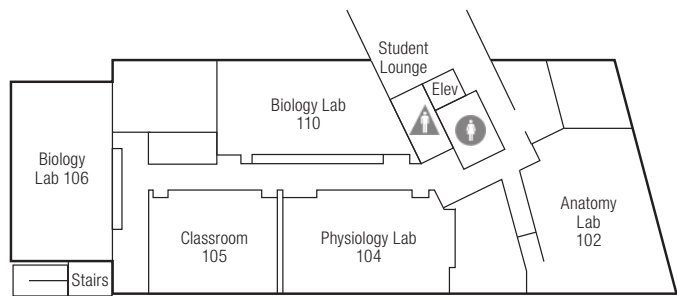 Student
Lounge
Elev
Biology Lab
110
Biology
Lab 106
Anatomy
Lab
102
Classroom
105
Physiology Lab
104
Stairs